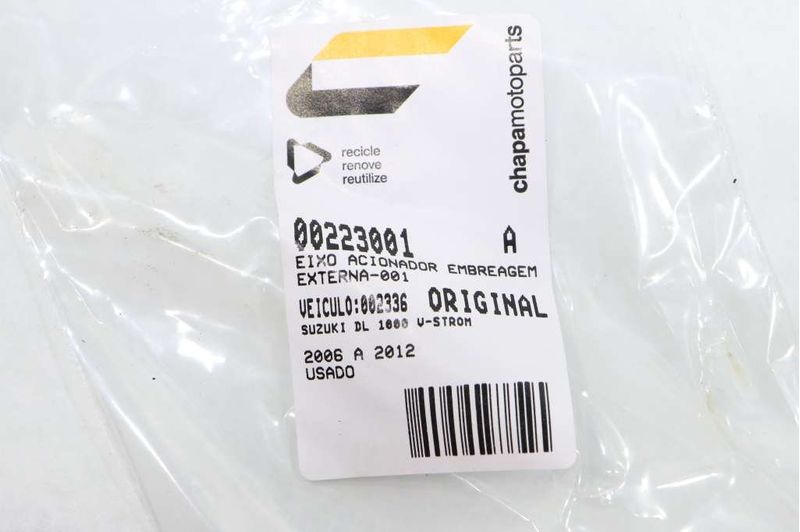 chapamotoparts
recicle
renove
reutilize
00223001 A
EIXO ACIONADOR EMBREAGEM
EXTERNA-001
VEICULO:002336 ORIGINAL
SUZUKI DL 1000 V-STROM
2006 A 2012
USADO